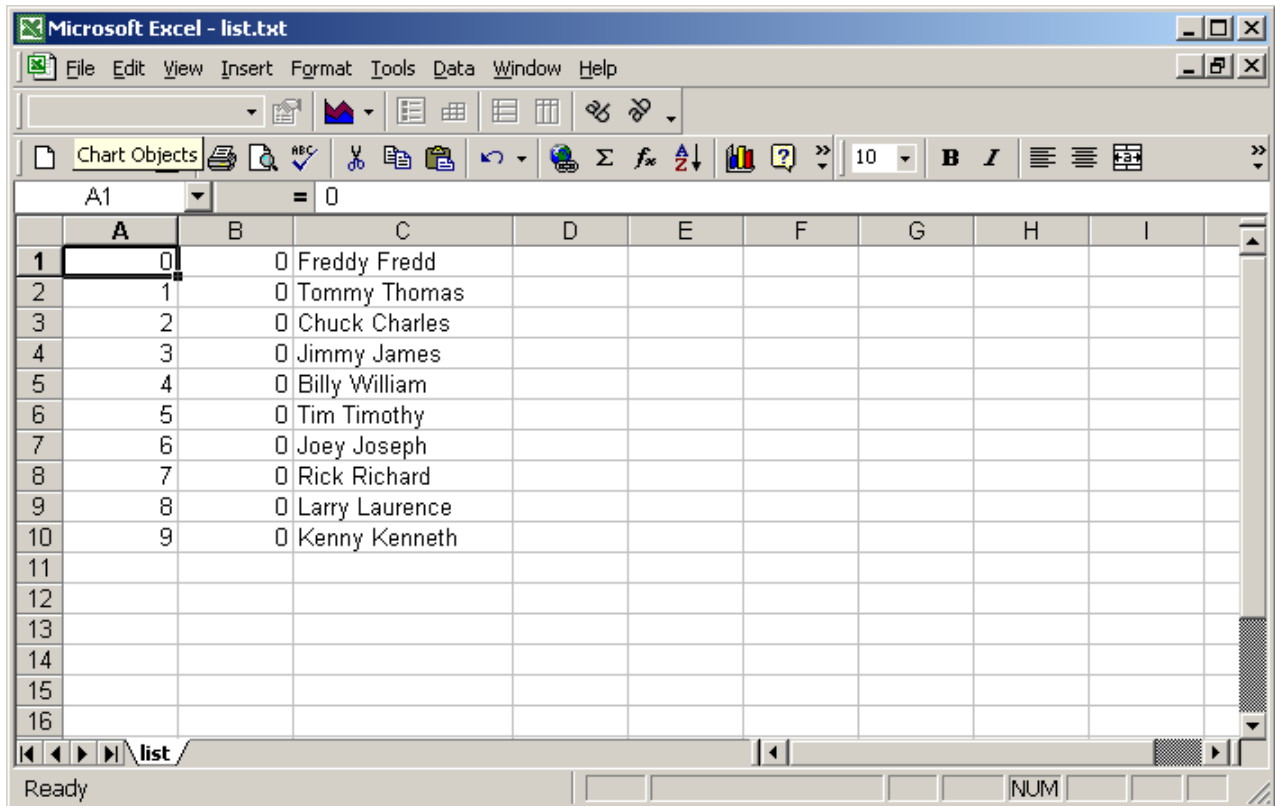 Microsoft Excel - list.txt
File Edit View Insert Format Tools Data Window Help
Chart Objects ABC Σ fx A Z 10 B I a
A1 = 0
A B C D E F G H I
1 0 0 Freddy Fredd
2 1 0 Tommy Thomas
3 2 0 Chuck Charles
4 3 0 Jimmy James
5 4 0 Billy William
6 5 0 Tim Timothy
7 6 0 Joey Joseph
8 7 0 Rick Richard
9 8 0 Larry Laurence
10 9 0 Kenny Kenneth
11
12
13
14
15
16
list
Ready NUM